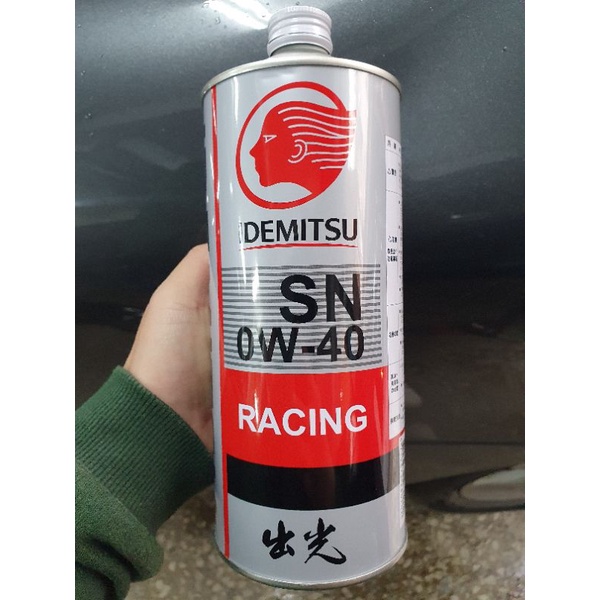 IDEMITSU
SN
0W-40
RACING
出光